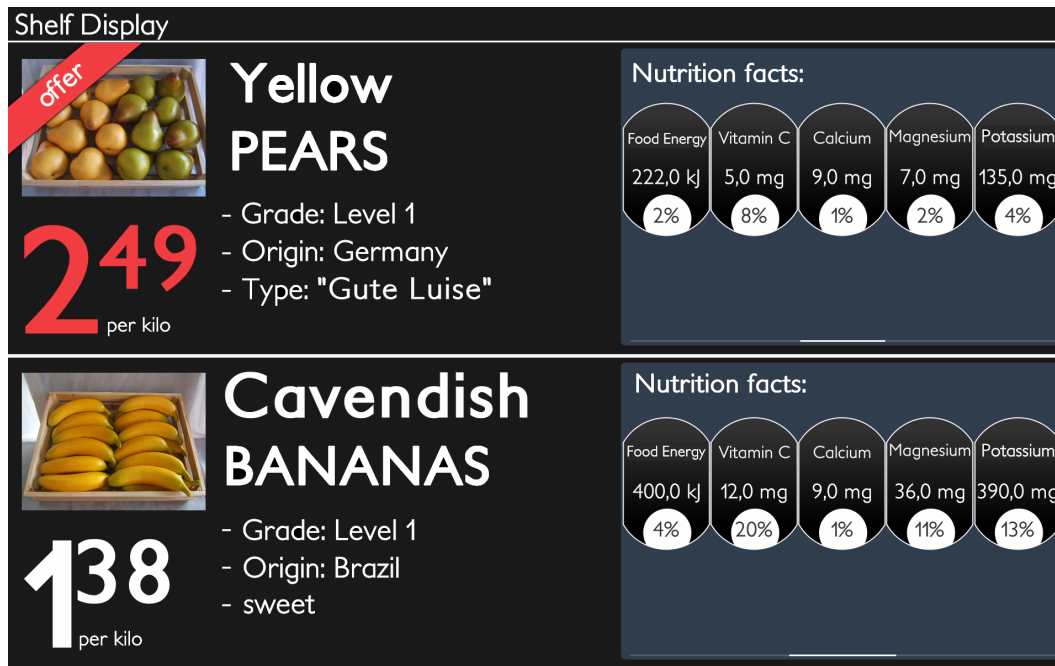 Shelf Display
offer
Yellow
PEARS
- Grade: Level 1
- Origin: Germany
- Type: "Gute Luise"
2 49
per kilo
Nutrition facts:
Food Energy Vitamin C Calcium Magnesium Potassium
222,0 kJ 5,0 mg 9,0 mg 7,0 mg 135,0 mg
2% 8% 1% 2% 4%
Cavendish
BANANAS
- Grade: Level 1
- Origin: Brazil
- sweet
1 38
per kilo
Nutrition facts:
Food Energy Vitamin C Calcium Magnesium Potassium
400,0 kJ 12,0 mg 9,0 mg 36,0 mg 390,0 mg
4% 20% 1% 11% 13%